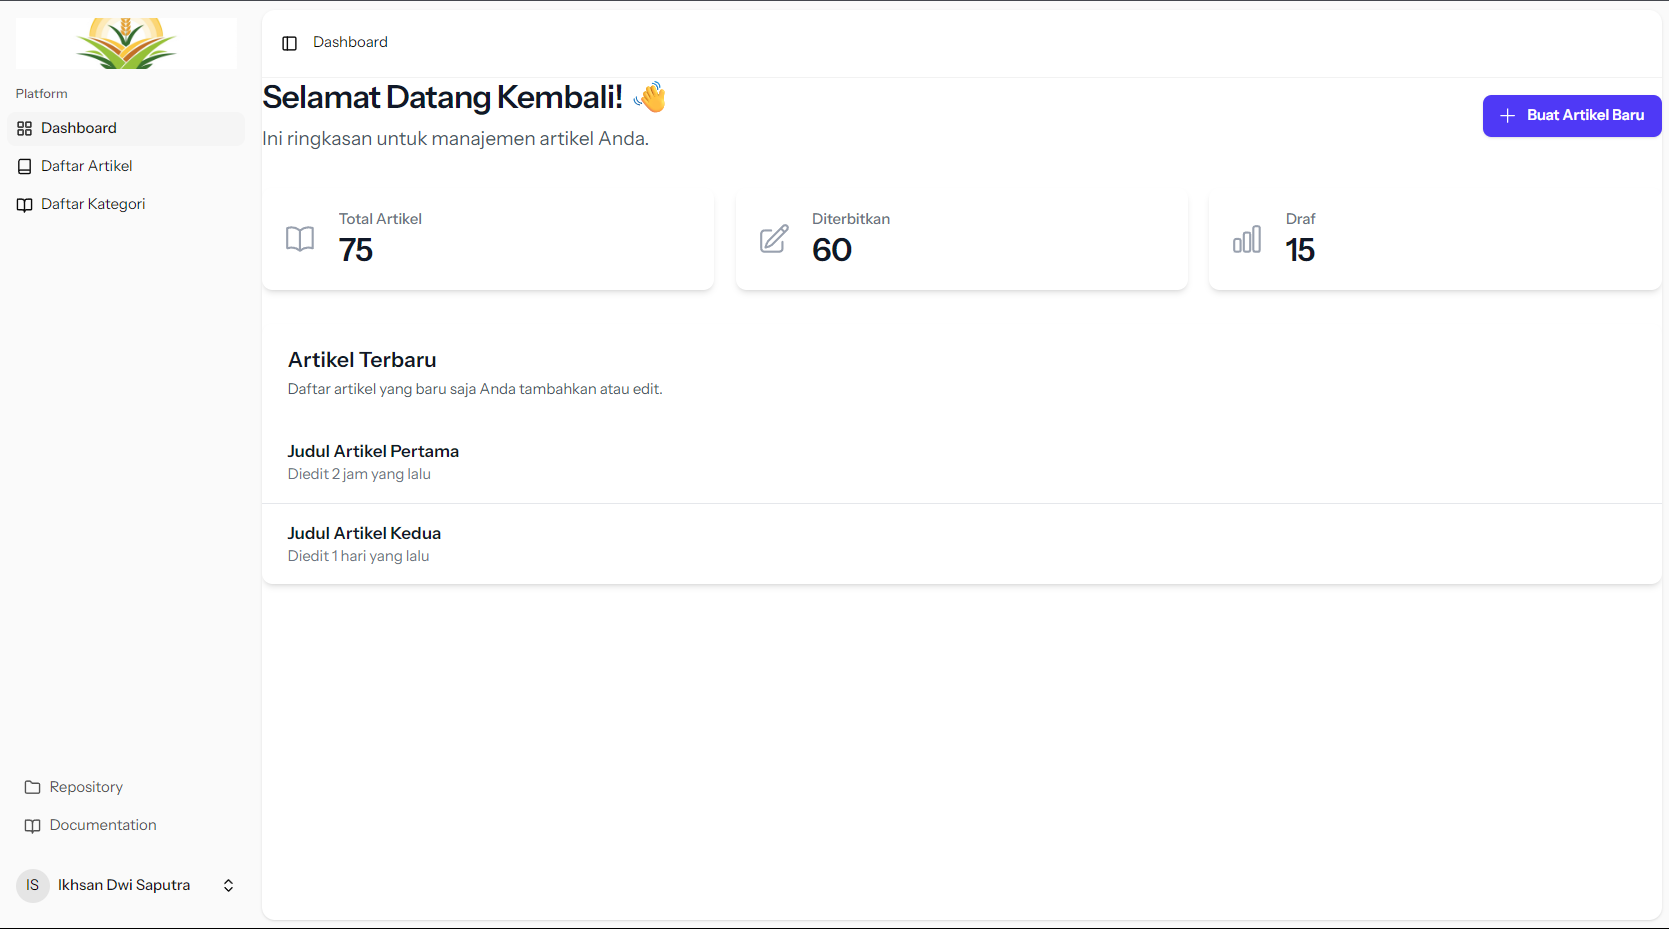 Platform
Dashboard
Daftar Artikel
Daftar Kategori
Repository
Documentation
IS
Ikhsan Dwi Saputra
Dashboard
Selamat Datang Kembali! 👋
Ini ringkasan untuk manajemen artikel Anda.
Buat Artikel Baru
Total Artikel
75
Diterbitkan
60
Draf
15
Artikel Terbaru
Daftar artikel yang baru saja Anda tambahkan atau edit.
Judul Artikel Pertama
Diedit 2 jam yang lalu
Judul Artikel Kedua
Diedit 1 hari yang lalu